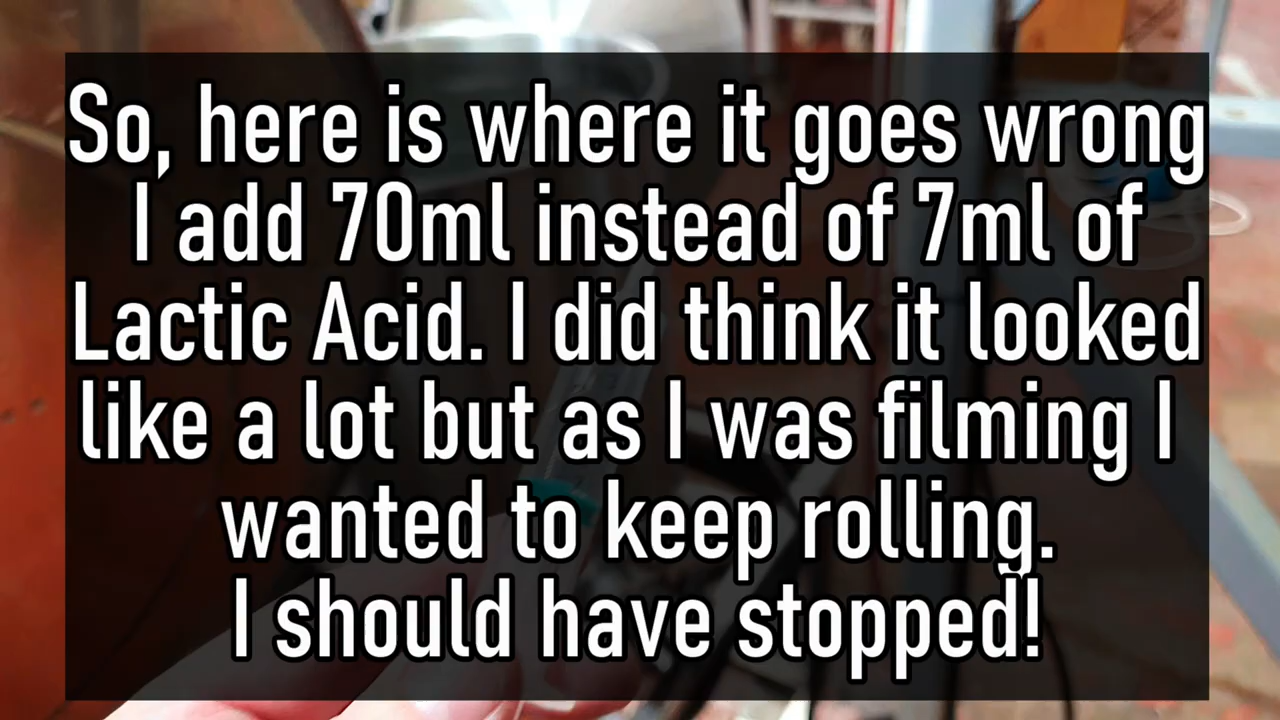 So, here is where it goes wrong
I add 70ml instead of 7ml of
Lactic Acid. I did think it looked
like a lot but as I was filming I
wanted to keep rolling.
I should have stopped!